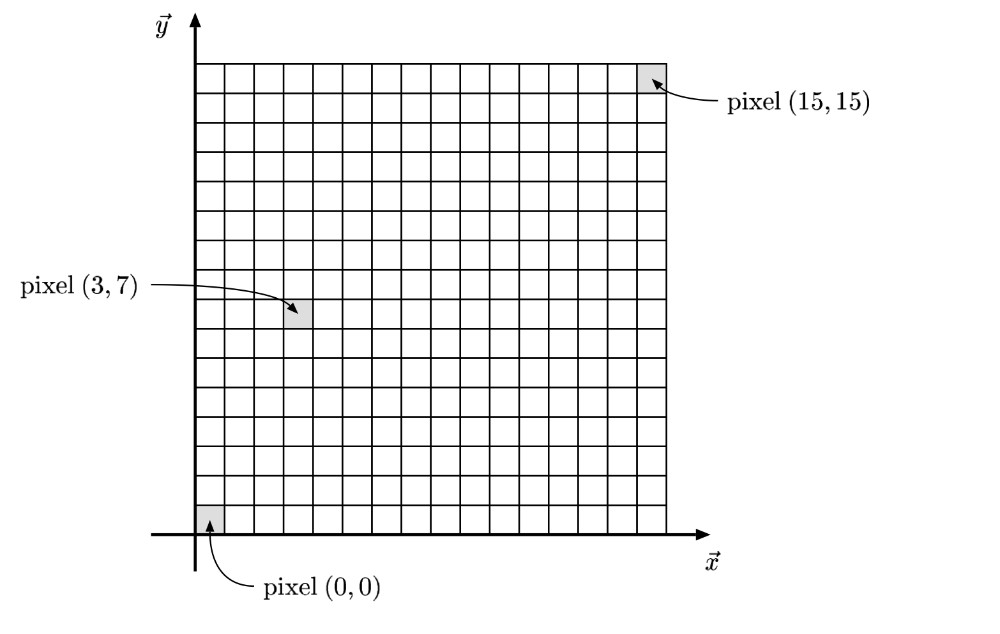 y⃗
pixel (15, 15)
pixel (3, 7)
x⃗
pixel (0, 0)